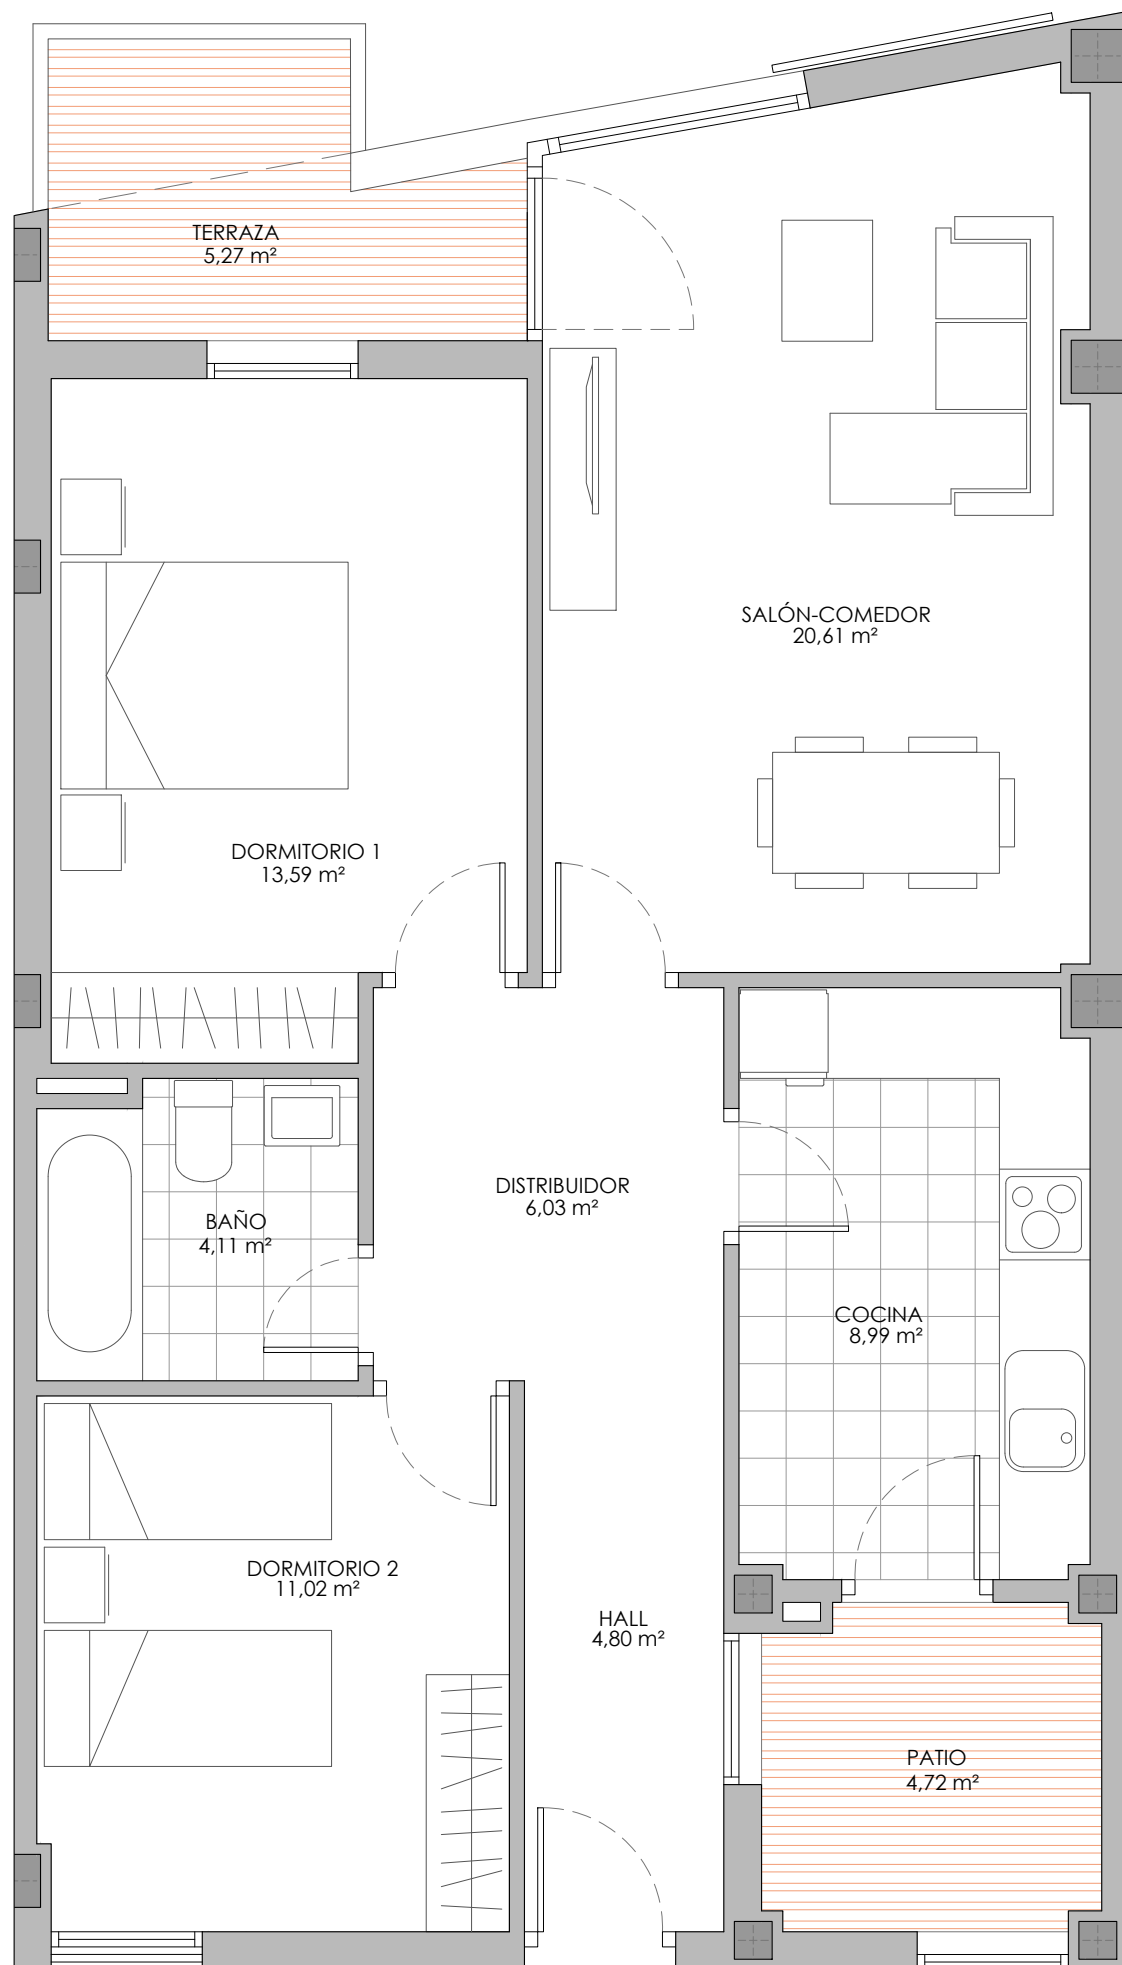 TERRAZA
5,27 m²
SALÓN-COMEDOR
20,61 m²
DORMITORIO 1
13,59 m²
DISTRIBUIDOR
6,03 m²
BAÑO
4,11 m²
COCINA
8,99 m²
DORMITORIO 2
11,02 m²
HALL
4,80 m²
PATIO
4,72 m²